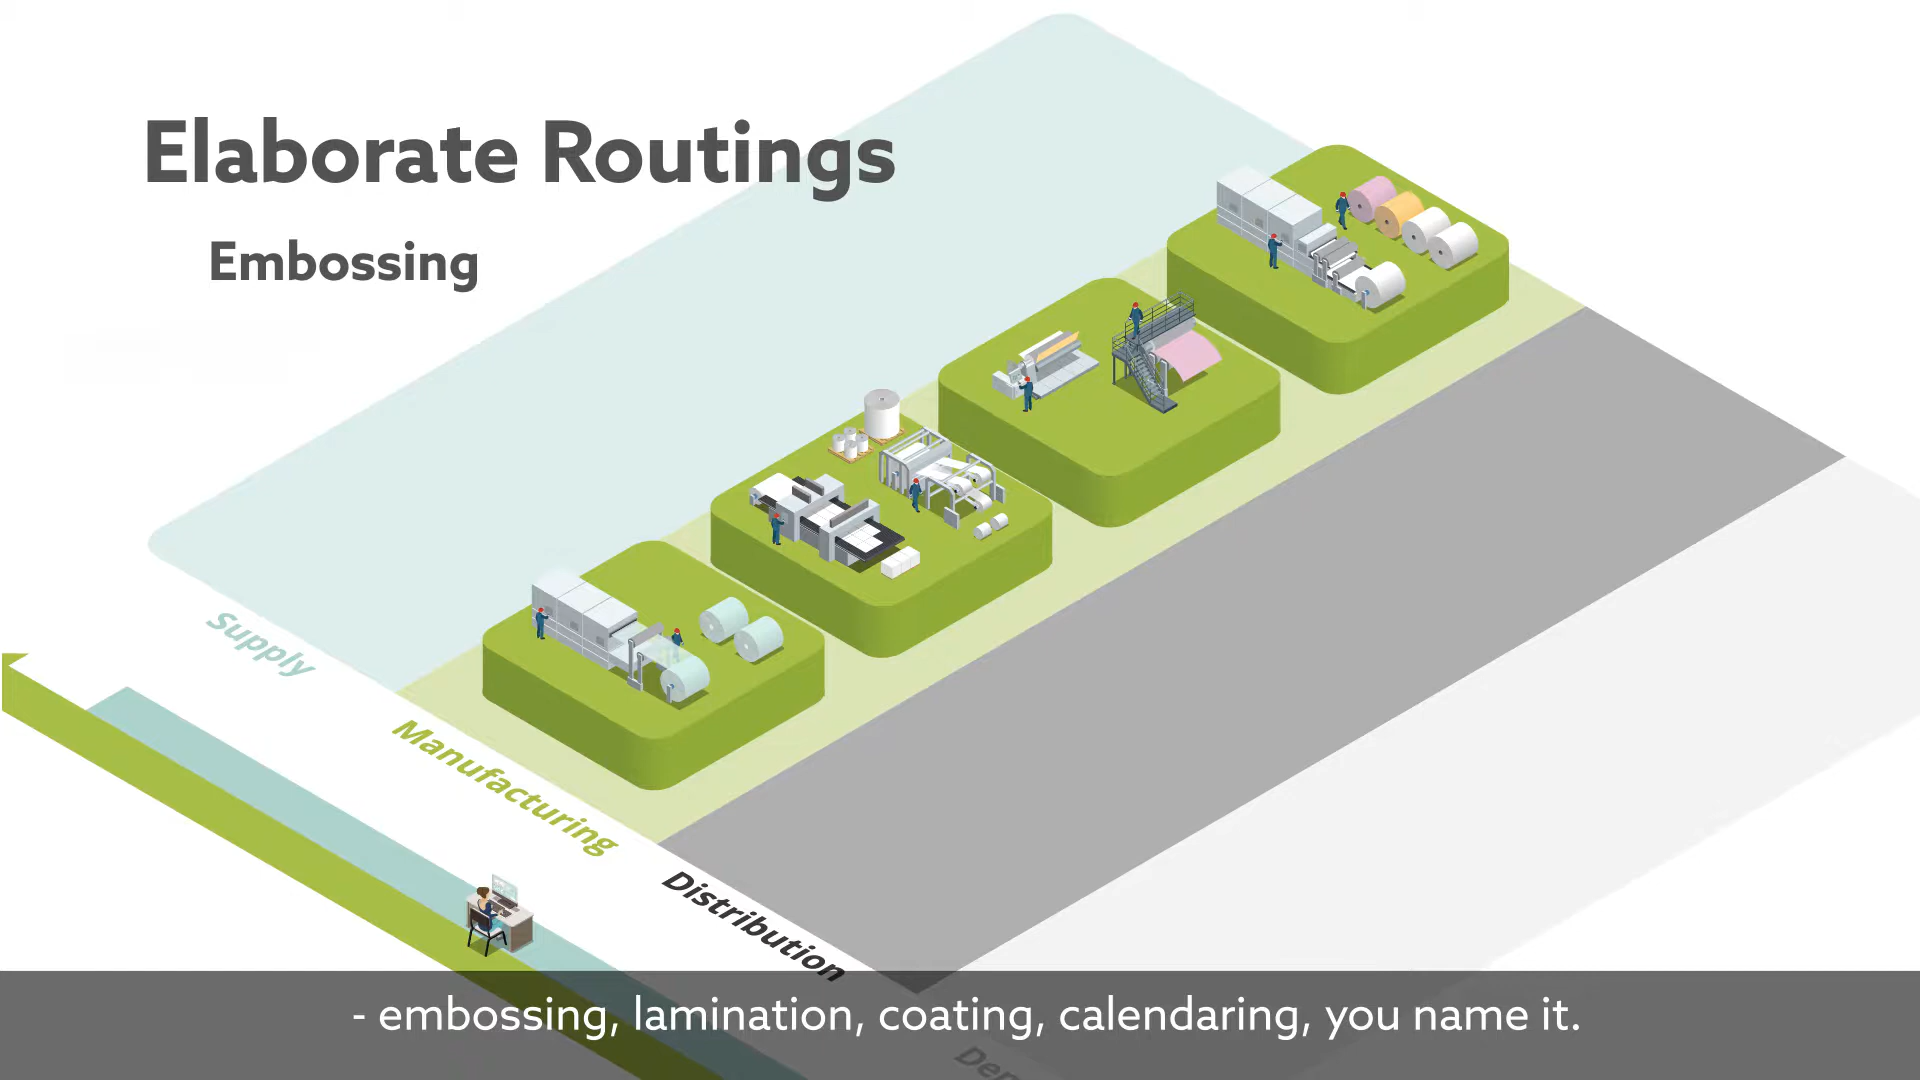 Elaborate Routings
Embossing
Supply
Manufacturing
Distribution
- embossing, lamination, coating, calendaring, you name it.